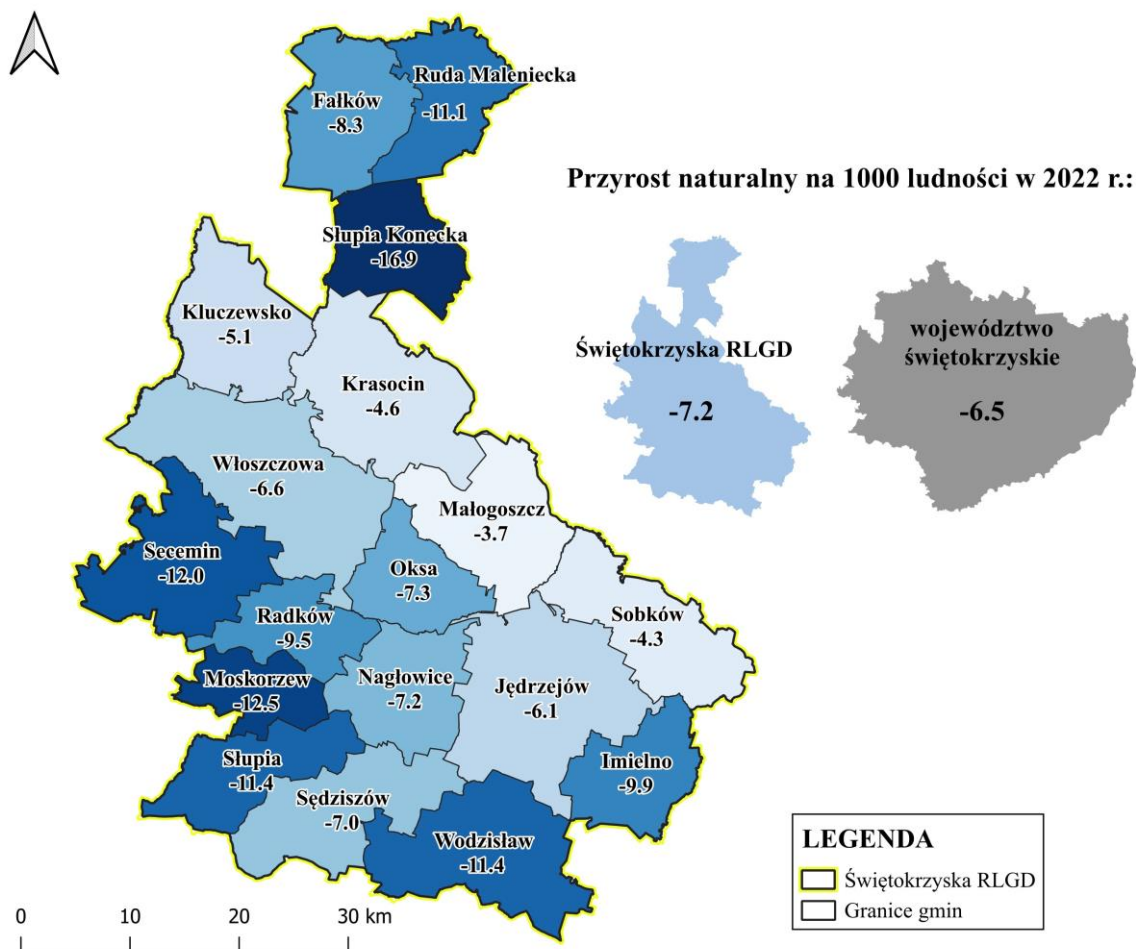 Ruda Maleniecka
-11.1
Fałków
-8.3
Przyrost naturalny na 1000 ludności w 2022 r.:
Słupia Konecka
-16.9
Kluczewsko
-5.1
Krasocin
-4.6
Świętokrzyska RLGD
-7.2
województwo
świętokrzyskie
-6.5
Włoszczowa
-6.6
Małogoszcz
-3.7
Secemin
-12.0
Oksa
-7.3
Radków
-9.5
Sobków
-4.3
Moskorzew
-12.5
Nagłowice
-7.2
Jędrzejów
-6.1
Słupia
-11.4
Imielno
-9.9
Sędziszów
-7.0
Wodzisław
-11.4
LEGENDA
Świętokrzyska RLGD
Granice gmin
0 10 20 30 km